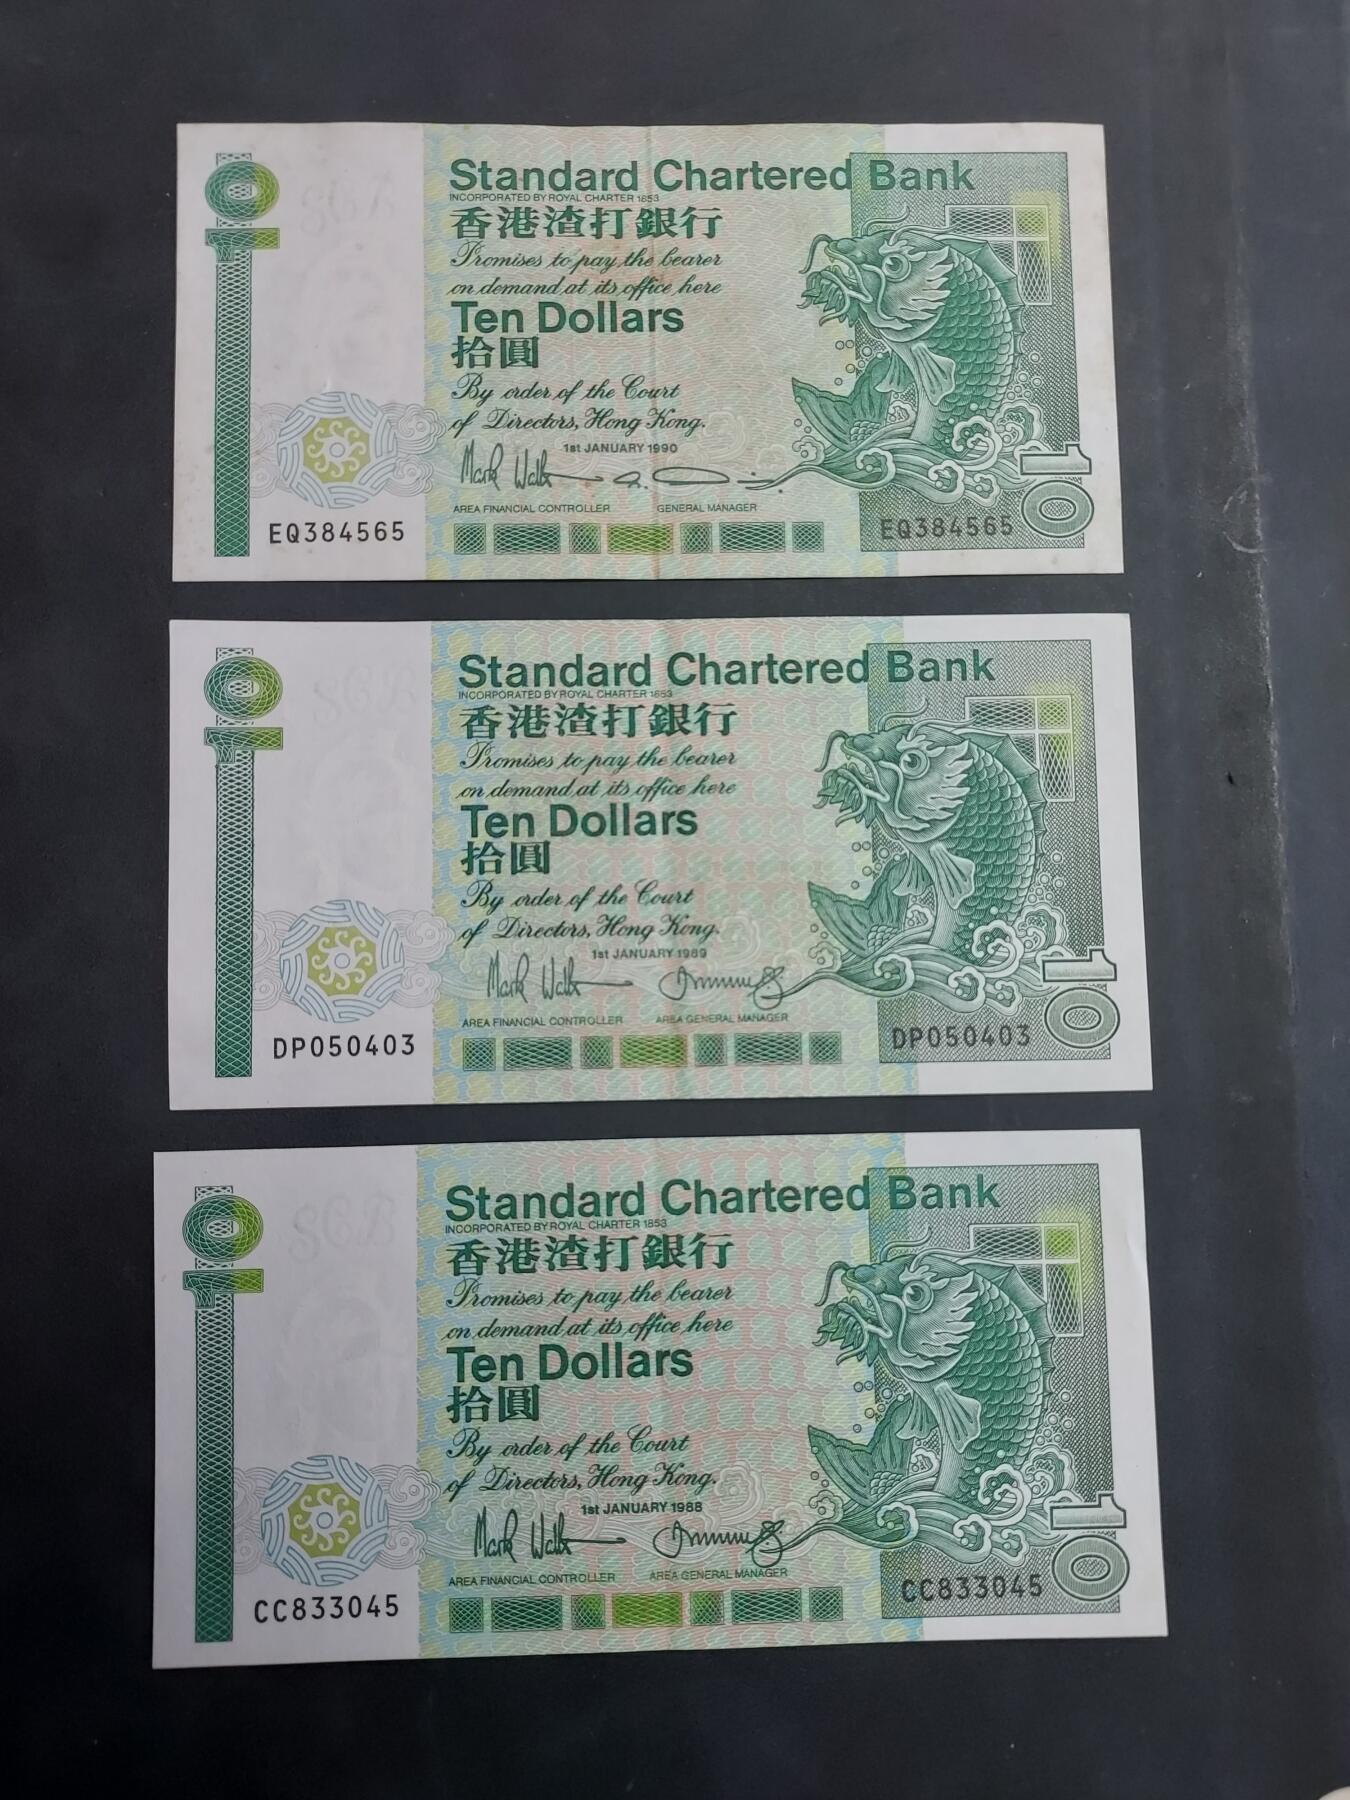 10
Standard Chartered Bank
INCORPORATED BY ROYAL CHARTER 1853
香港渣打銀行
Promises to pay the bearer
on demand at its office here
Ten Dollars
拾圓
By order of the Court
of Directors, Hong Kong.
1st JANUARY 1990
AREA FINANCIAL CONTROLLER GENERAL MANAGER
EQ384565 EQ384565
10
10
Standard Chartered Bank
INCORPORATED BY ROYAL CHARTER 1853
香港渣打銀行
Promises to pay the bearer
on demand at its office here
Ten Dollars
拾圓
By order of the Court
of Directors, Hong Kong.
1st JANUARY 1989
AREA FINANCIAL CONTROLLER AREA GENERAL MANAGER
DP050403 DP050403
10
10
Standard Chartered Bank
INCORPORATED BY ROYAL CHARTER 1853
香港渣打銀行
Promises to pay the bearer
on demand at its office here
Ten Dollars
拾圓
By order of the Court
of Directors, Hong Kong.
1st JANUARY 1988
AREA FINANCIAL CONTROLLER AREA GENERAL MANAGER
CC833045 CC833045
10